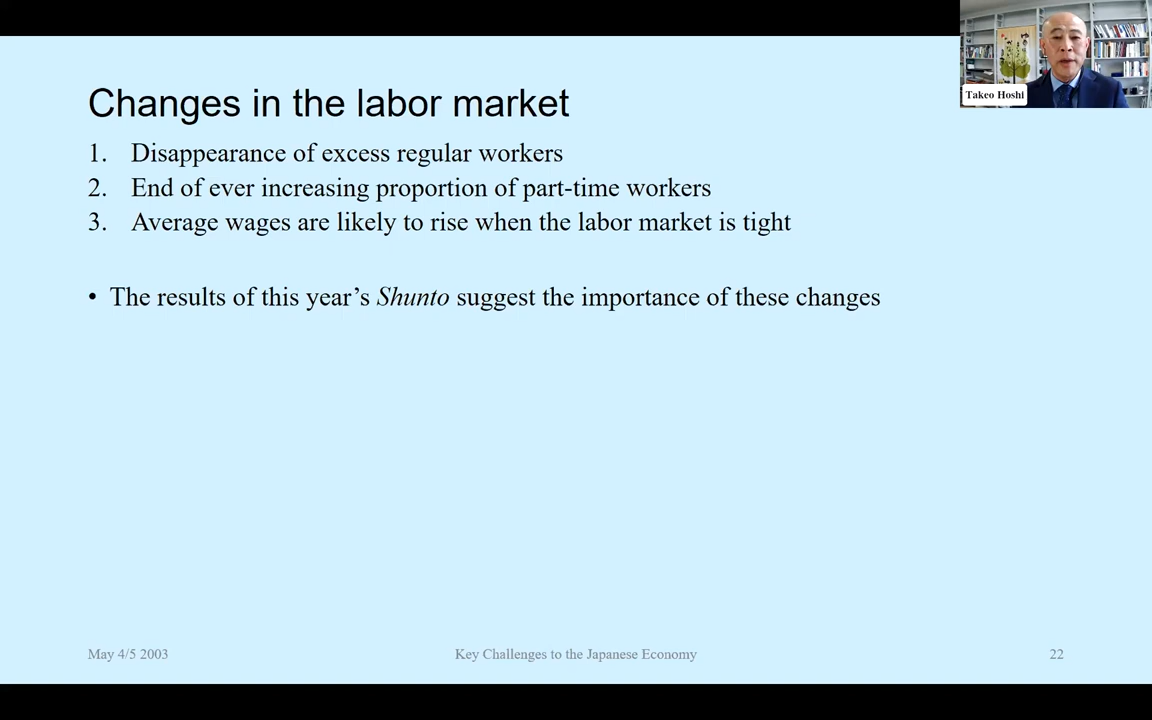 Takeo Hoshi
Changes in the labor market
1. Disappearance of excess regular workers
2. End of ever increasing proportion of part-time workers
3. Average wages are likely to rise when the labor market is tight
• The results of this year’s Shunto suggest the importance of these changes
May 4/5 2003
Key Challenges to the Japanese Economy
22